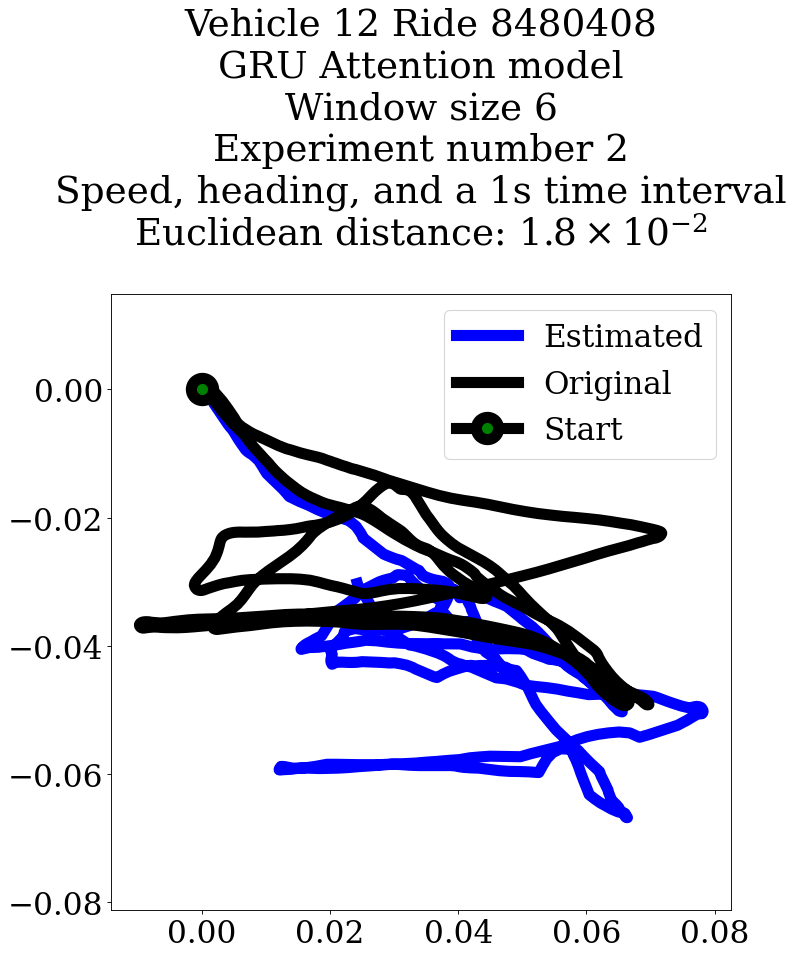 Vehicle 12 Ride 8480408
GRU Attention model
Window size 6
Experiment number 2
Speed, heading, and a 1s time interval
Euclidean distance: 1.8 × 10⁻²
Estimated
Original
Start
0.00
−0.02
−0.04
−0.06
−0.08
0.00 0.02 0.04 0.06 0.08